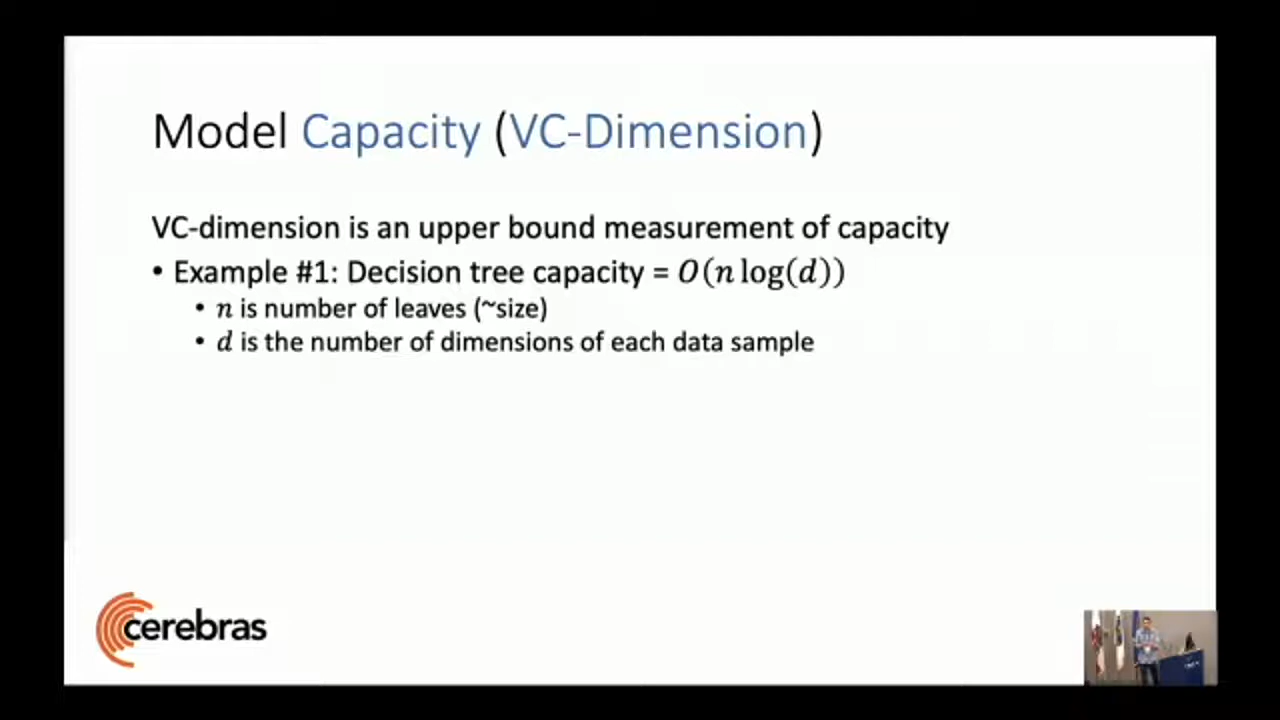 Model Capacity (VC-Dimension)
VC-dimension is an upper bound measurement of capacity
• Example #1: Decision tree capacity = O(n log(d))
• n is number of leaves (~size)
• d is the number of dimensions of each data sample
cerebras